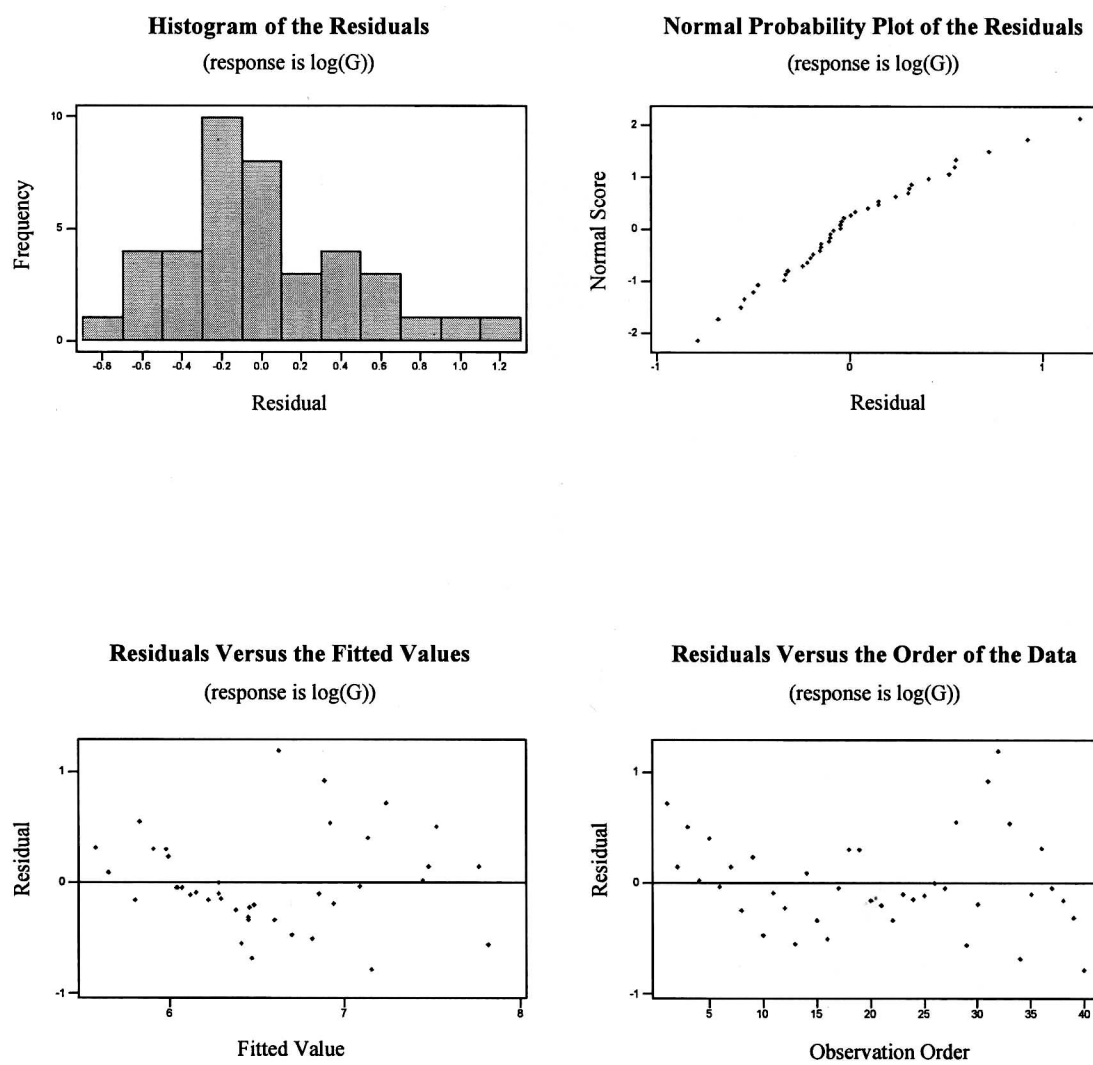 Histogram of the Residuals
(response is log(G))
10
5
0
Frequency
-0.8 -0.6 -0.4 -0.2 0.0 0.2 0.4 0.6 0.8 1.0 1.2
Residual
Normal Probability Plot of the Residuals
(response is log(G))
2
1
0
-1
-2
Normal Score
-1 0 1
Residual
Residuals Versus the Fitted Values
(response is log(G))
1
0
-1
Residual
6 7 8
Fitted Value
Residuals Versus the Order of the Data
(response is log(G))
1
0
-1
Residual
5 10 15 20 25 30 35 40
Observation Order